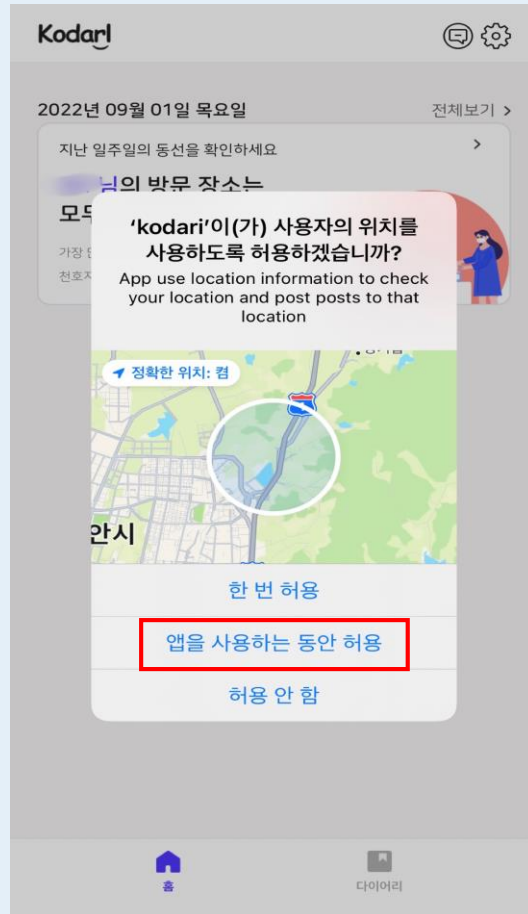 Kodari
2022년 09월 01일 목요일 전체보기 >
지난 일주일의 동선을 확인하세요 >
님의 방문 장소는
모두
가장
'kodari'이(가) 사용자의 위치를
사용하도록 허용하겠습니까?
App use location information to check
your location and post posts to that
location
정확한 위치: 켬
안시
한 번 허용
앱을 사용하는 동안 허용
허용 안 함
홈 다이어리